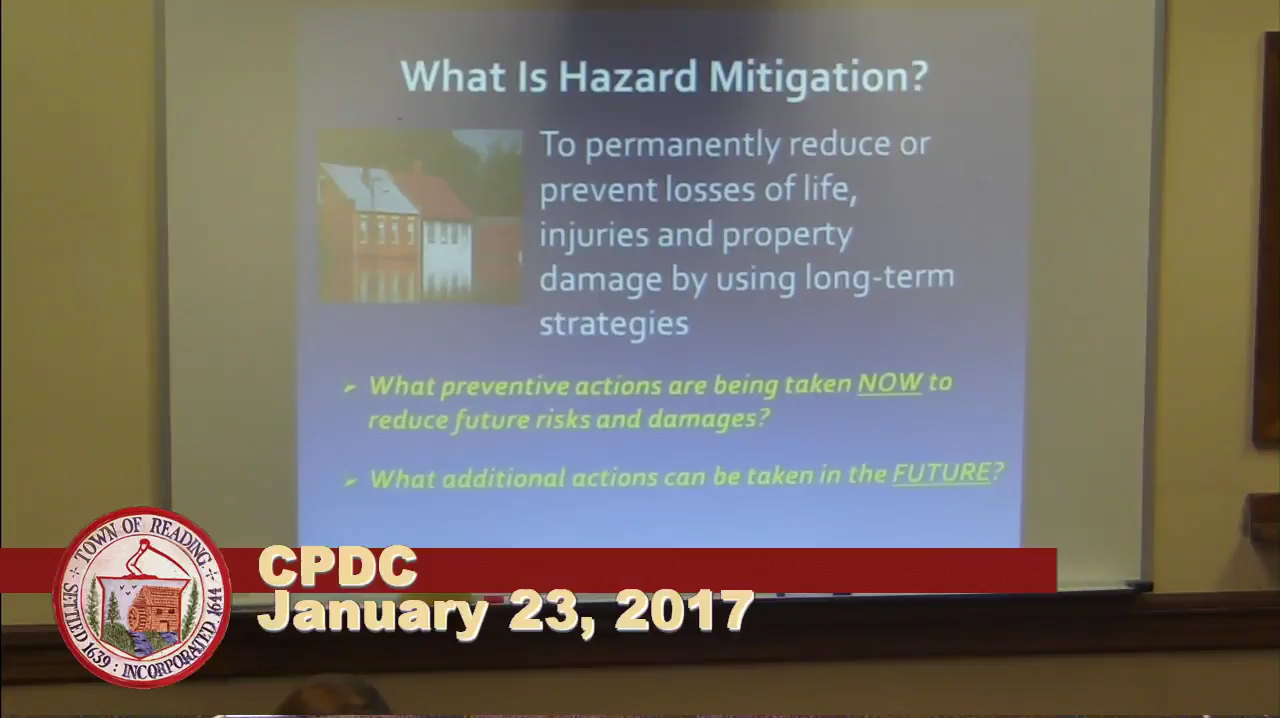 What Is Hazard Mitigation?
To permanently reduce or
prevent losses of life,
injuries and property
damage by using long-term
strategies
What preventive actions are being taken NOW to
reduce future risks and damages?
What additional actions can be taken in the FUTURE?
TOWN OF READING
SETTLED 1639 : INCORPORATED 1644
CPDC
January 23, 2017